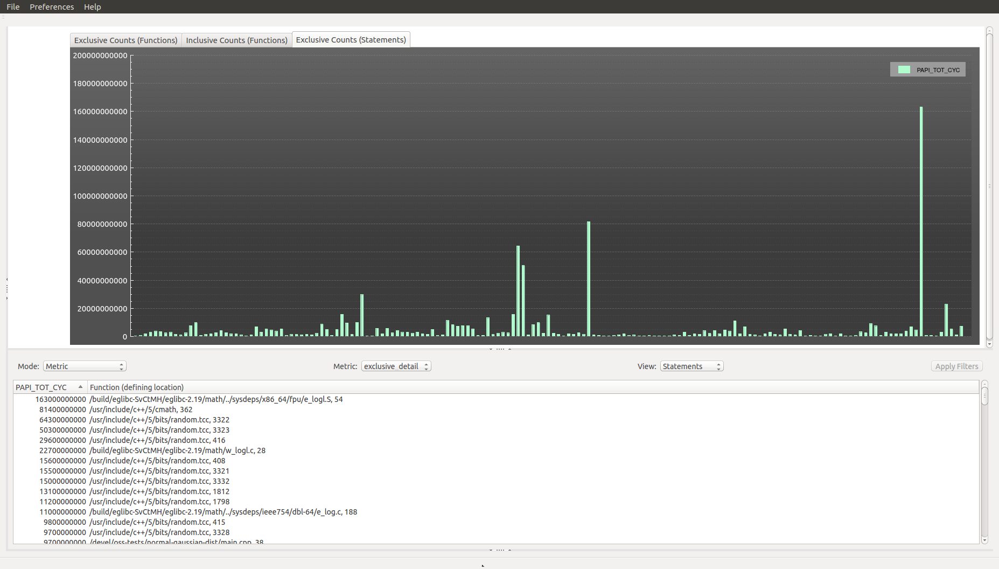 File Preferences Help
Exclusive Counts (Functions) Inclusive Counts (Functions) Exclusive Counts (Statements)
200000000000
PAPI_TOT_CYC
180000000000
160000000000
140000000000
120000000000
100000000000
80000000000
60000000000
40000000000
20000000000
0
Mode: Metric Metric: exclusive_detail View: Statements Apply Filters
PAPI_TOT_CYC Function (defining location)
163000000000 /build/eglibc-SvCtMH/eglibc-2.19/math/../sysdeps/x86_64/fpu/e_logl.S, 54
81400000000 /usr/include/c++/5/cmath, 362
64300000000 /usr/include/c++/5/bits/random.tcc, 3322
50300000000 /usr/include/c++/5/bits/random.tcc, 3323
29600000000 /usr/include/c++/5/bits/random.tcc, 416
22700000000 /build/eglibc-SvCtMH/eglibc-2.19/math/w_logl.c, 28
15600000000 /usr/include/c++/5/bits/random.tcc, 408
15500000000 /usr/include/c++/5/bits/random.tcc, 3321
15000000000 /usr/include/c++/5/bits/random.tcc, 3332
13100000000 /usr/include/c++/5/bits/random.tcc, 1812
11200000000 /usr/include/c++/5/bits/random.tcc, 1798
11000000000 /build/eglibc-SvCtMH/eglibc-2.19/math/../sysdeps/ieee754/dbl-64/e_log.c, 188
9800000000 /usr/include/c++/5/bits/random.tcc, 415
9700000000 /usr/include/c++/5/bits/random.tcc, 3328
9700000000 /devel/oss-tests/normal-gaussian-dist/main.cpp, 38